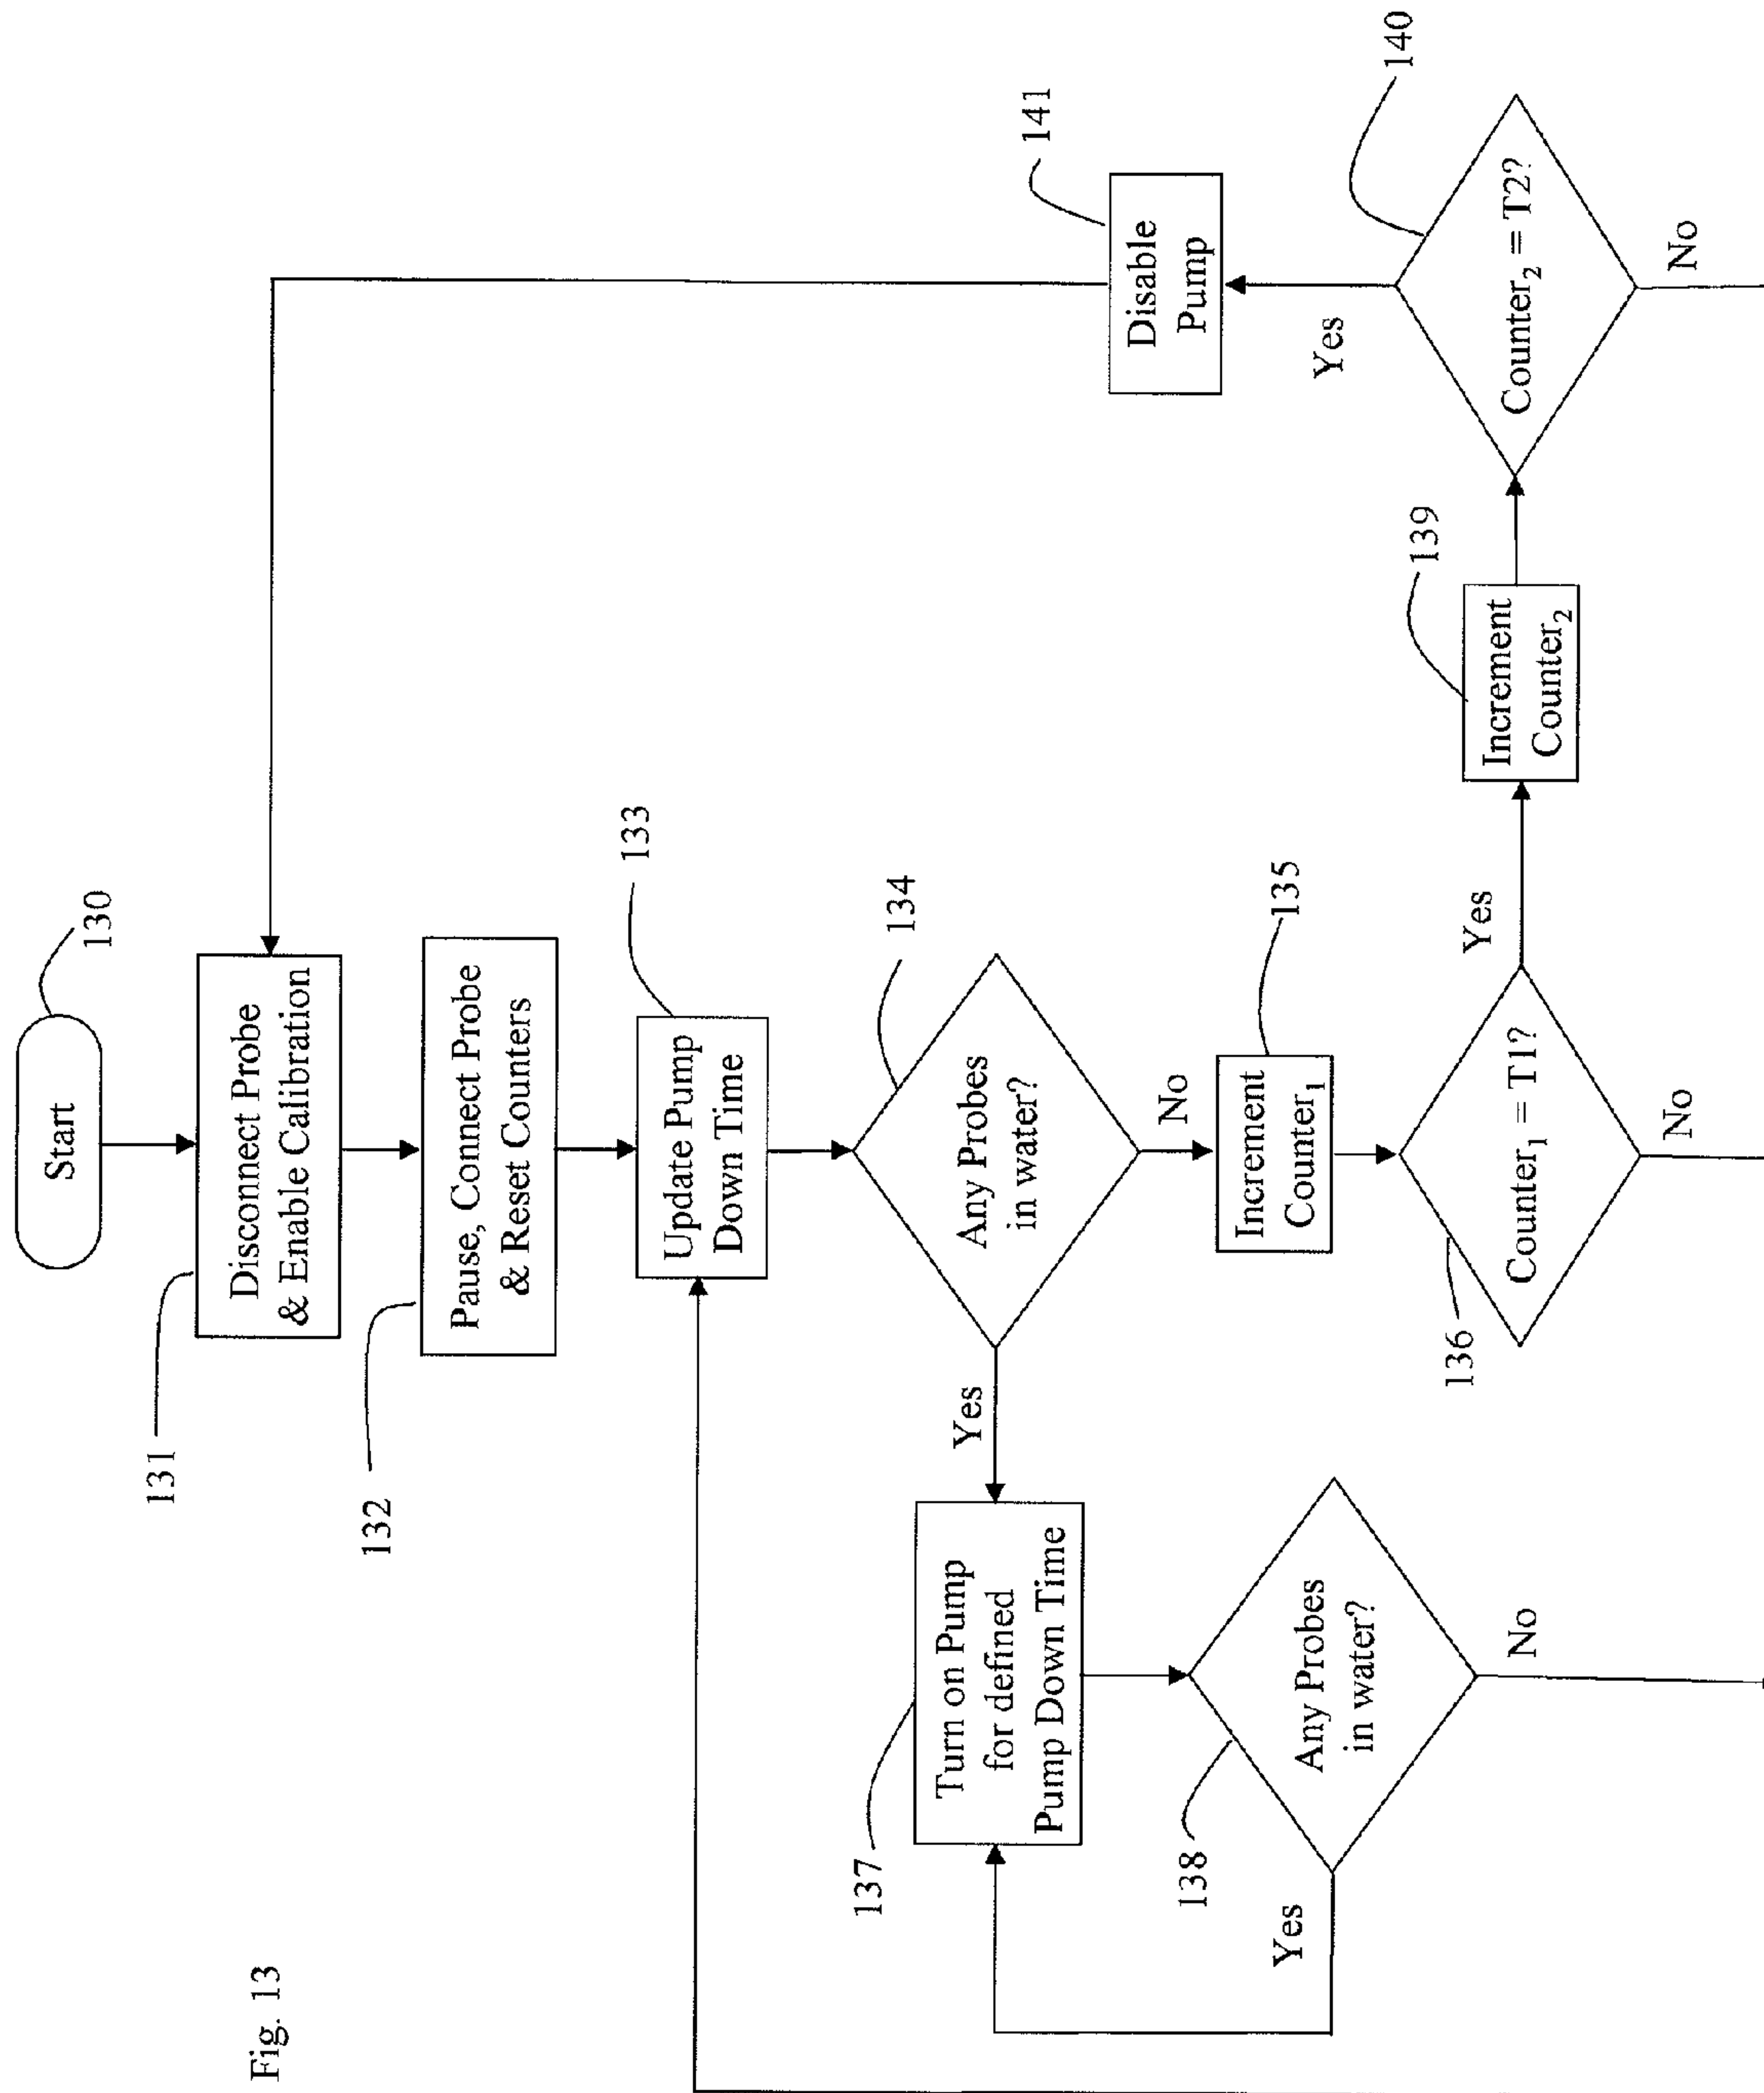 Fig. 13
Start
130
Disconnect Probe
& Enable Calibration
131
Pause, Connect Probe
& Reset Counters
132
Update Pump
Down Time
133
Any Probes
in water?
134
Yes
No
Turn on Pump
for defined
Pump Down Time
137
Any Probes
in water?
138
Yes
No
Increment
Counter₁
135
Counter₁ = T1?
136
Yes
No
Increment
Counter₂
139
Counter₂ = T2?
140
Yes
No
Disable
Pump
141